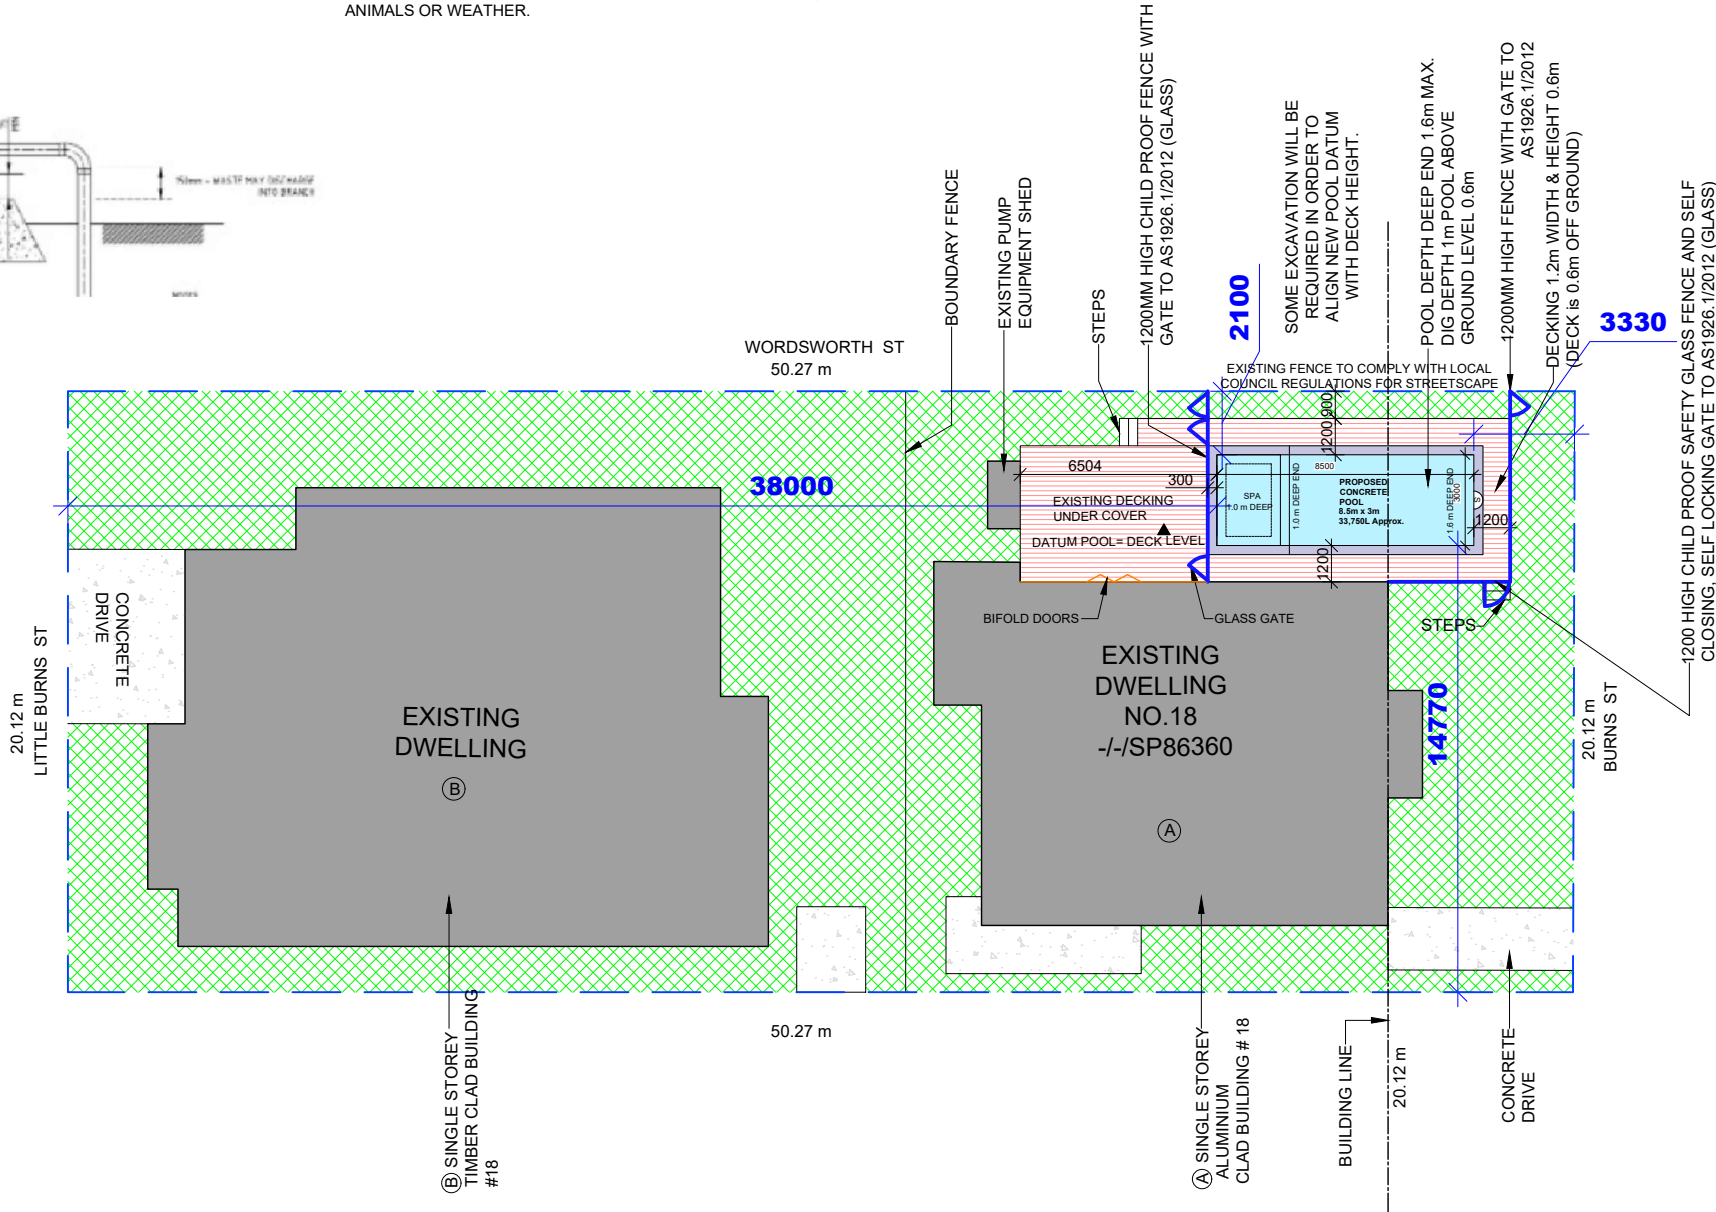 ANIMALS OR WEATHER.
150mm - WASTE MAY DISCHARGE
INTO BRANCH
NOTES
WORDSWORTH ST
50.27 m
BOUNDARY FENCE
EXISTING PUMP
EQUIPMENT SHED
STEPS
1200MM HIGH CHILD PROOF FENCE WITH
GATE TO AS1926.1/2012 (GLASS)
2100
SOME EXCAVATION WILL BE
REQUIRED IN ORDER TO
ALIGN NEW POOL DATUM
WITH DECK HEIGHT.
POOL DEPTH DEEP END 1.6m MAX.
DIG DEPTH 1m POOL ABOVE
GROUND LEVEL 0.6m
1200MM HIGH FENCE WITH GATE TO
AS1926.1/2012
DECKING 1.2m WIDTH & HEIGHT 0.6m
(DECK is 0.6m OFF GROUND)
3330
1200 HIGH CHILD PROOF SAFETY GLASS FENCE AND SELF
CLOSING, SELF LOCKING GATE TO AS1926.1/2012 (GLASS)
EXISTING FENCE TO COMPLY WITH LOCAL
COUNCIL REGULATIONS FOR STREETSCAPE
900
1200
6504
300
8500
38000
EXISTING DECKING
UNDER COVER
DATUM POOL= DECK LEVEL
SPA
1.0 m DEEP
1.0 m DEEP END
PROPOSED
CONCRETE
POOL
8.5m x 3m
33,750L Approx.
1.6 m DEEP END
3000
S
1200
1200
BIFOLD DOORS
GLASS GATE
STEPS
CONCRETE
DRIVE
20.12 m
LITTLE BURNS ST
EXISTING
DWELLING
B
EXISTING
DWELLING
NO.18
-/-/SP86360
A
14770
20.12 m
BURNS ST
50.27 m
B SINGLE STOREY
TIMBER CLAD BUILDING
#18
A SINGLE STOREY
ALUMINIUM
CLAD BUILDING # 18
BUILDING LINE
20.12 m
CONCRETE
DRIVE